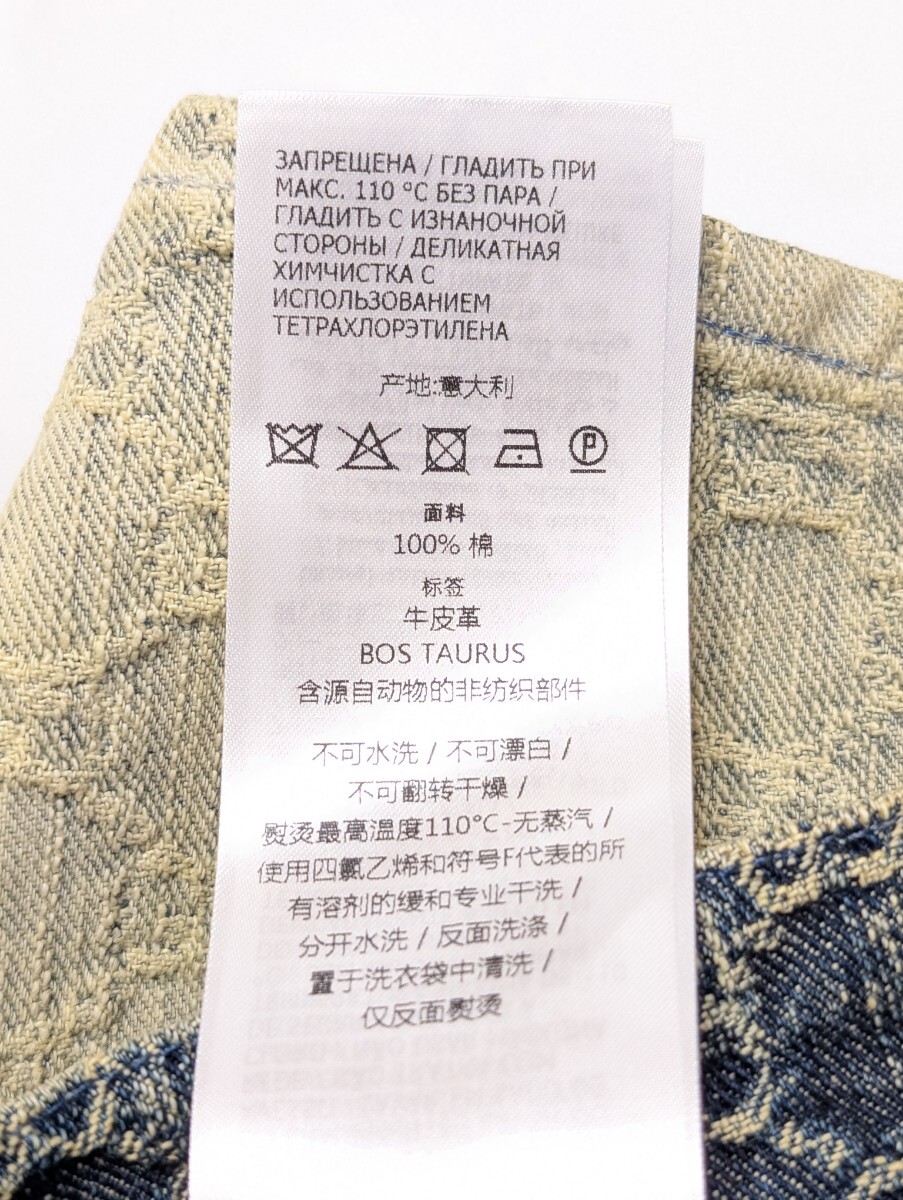 ЗАПРЕЩЕНА / ГЛАДИТЬ ПРИ
МАКС. 110 °C БЕЗ ПАРА /
ГЛАДИТЬ С ИЗНАНОЧНОЙ
СТОРОНЫ / ДЕЛИКАТНАЯ
ХИМЧИСТКА С
ИСПОЛЬЗОВАНИЕМ
ТЕТРАХЛОРЭТИЛЕНА
产地:意大利
P
面料
100% 棉
标签
牛皮革
BOS TAURUS
含源自动物的非纺织部件
不可水洗 / 不可漂白 /
不可翻转干燥 /
熨烫最高温度110°C-无蒸汽 /
使用四氯乙烯和符号F代表的所
有溶剂的缓和专业干洗 /
分开水洗 / 反面洗涤 /
置于洗衣袋中清洗 /
仅反面熨烫